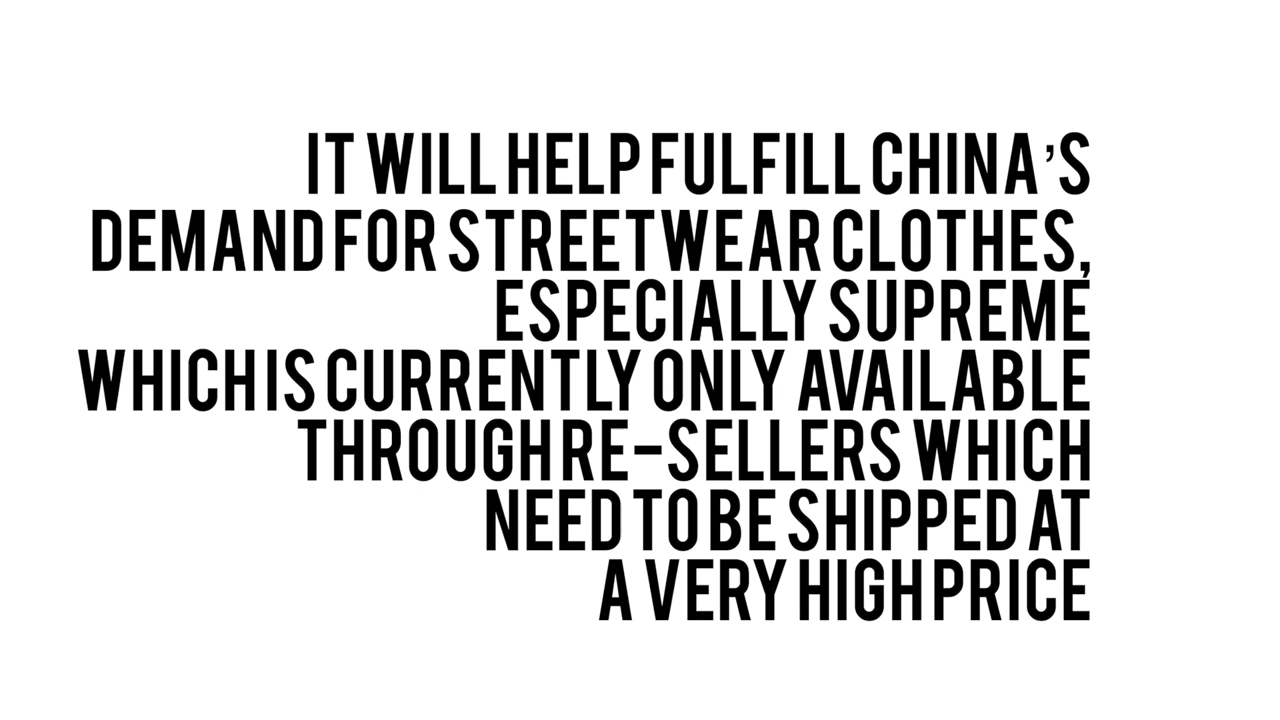 IT WILL HELP FULFILL CHINA'S
DEMAND FOR STREETWEAR CLOTHES,
ESPECIALLY SUPREME
WHICH IS CURRENTLY ONLY AVAILABLE
THROUGH RE-SELLERS WHICH
NEED TO BE SHIPPED AT
A VERY HIGH PRICE